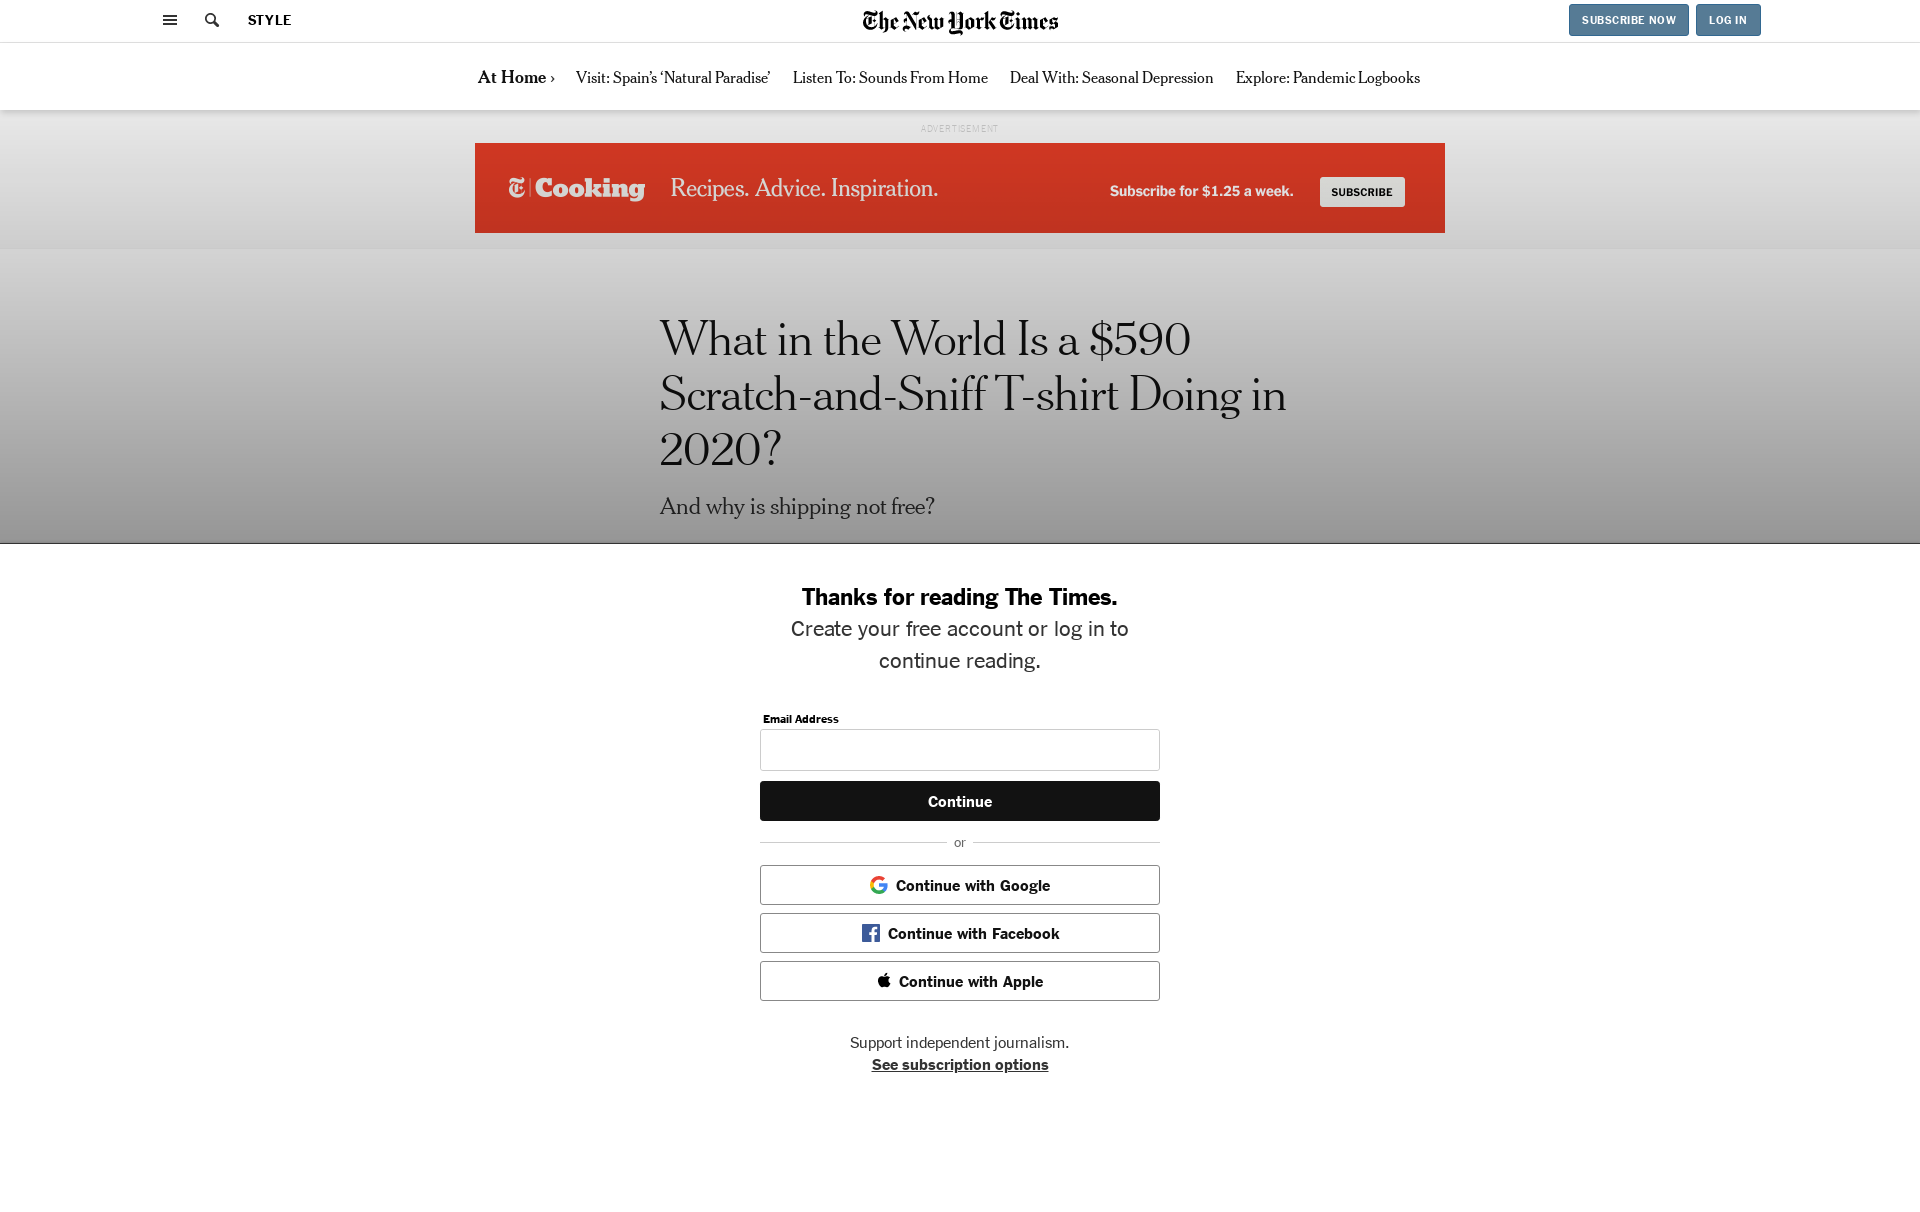 STYLE
The New York Times
SUBSCRIBE NOW
LOG IN
At Home ›
Visit: Spain’s ‘Natural Paradise’
Listen To: Sounds From Home
Deal With: Seasonal Depression
Explore: Pandemic Logbooks
ADVERTISEMENT
T Cooking
Recipes. Advice. Inspiration.
Subscribe for $1.25 a week.
SUBSCRIBE
What in the World Is a $590
Scratch-and-Sniff T-shirt Doing in
2020?
And why is shipping not free?
Thanks for reading The Times.
Create your free account or log in to
continue reading.
Email Address
Continue
or
Continue with Google
Continue with Facebook
Continue with Apple
Support independent journalism.
See subscription options